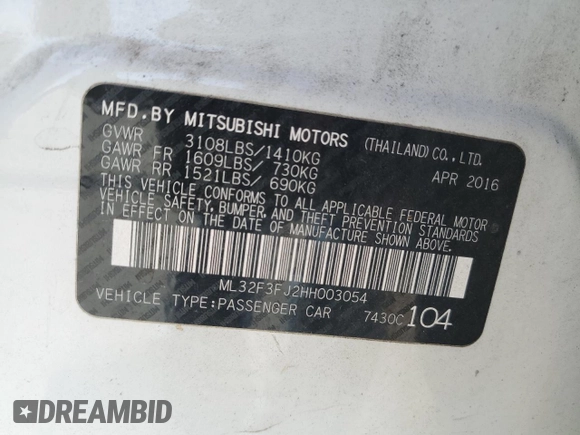 MFD.BY MITSUBISHI MOTORS (THAILAND)CO.,LTD.
GVWR 3108LBS/1410KG APR 2016
GAWR FR 1609LBS/ 730KG
GAWR RR 1521LBS/ 690KG
THIS VEHICLE CONFORMS TO ALL APPLICABLE FEDERAL MOTOR
VEHICLE SAFETY, BUMPER, AND THEFT PREVENTION STANDARDS
IN EFFECT ON THE DATE OF MANUFACTURE SHOWN ABOVE.
ML32F3FJ2HH003054
VEHICLE TYPE:PASSENGER CAR 7430C104
DREAMBID